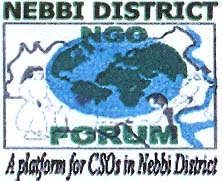 NEBBI DISTRICT
NGO
FORUM
A platform for CSOs in Nebbi District